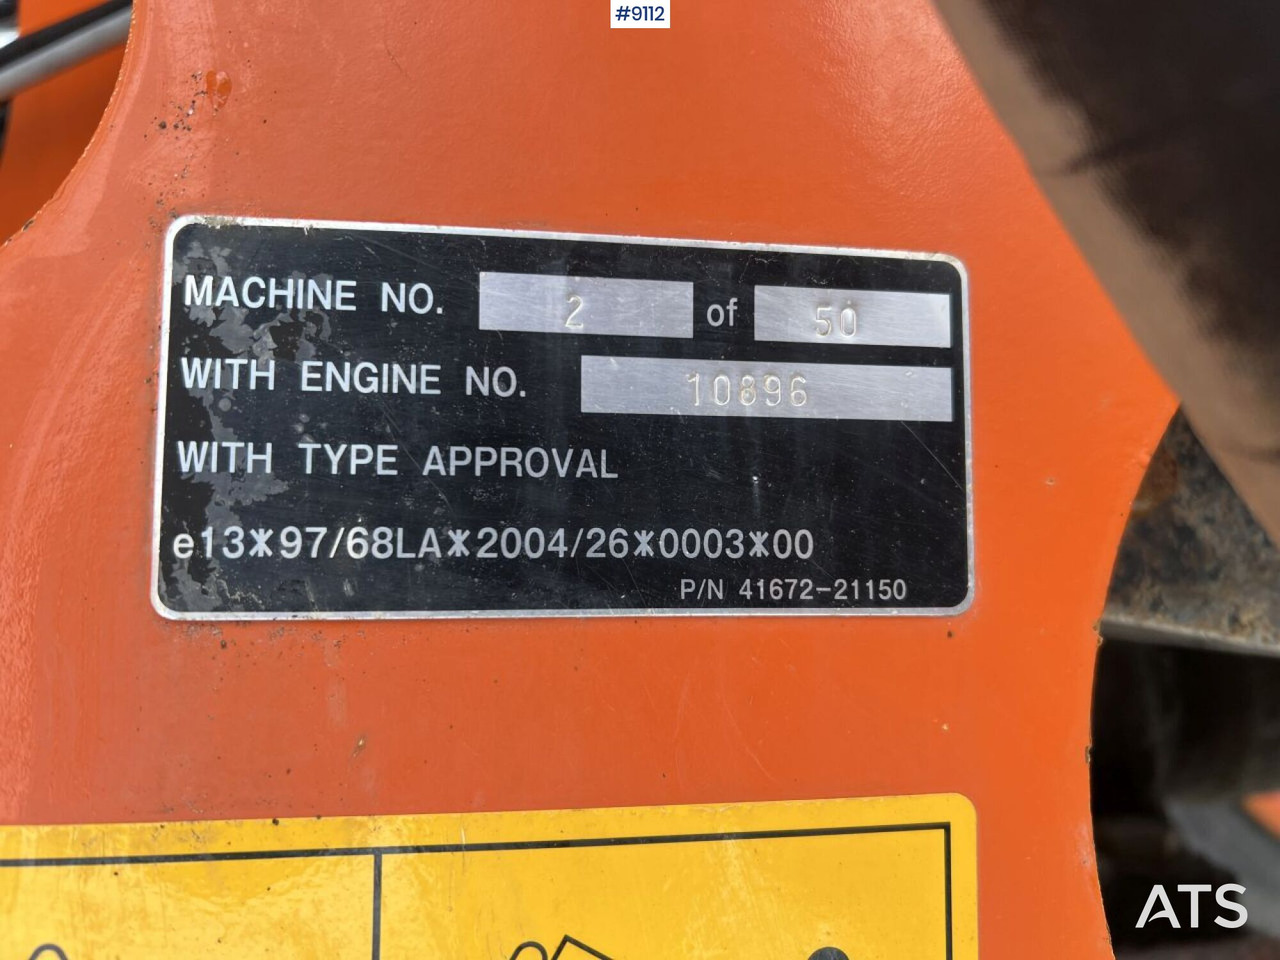 #9112
MACHINE NO. 2 of 50
WITH ENGINE NO. 10896
WITH TYPE APPROVAL
e13*97/68LA*2004/26*0003*00
P/N 41672-21150
ATS